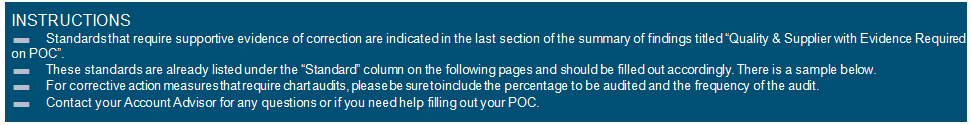 INSTRUCTIONS
Standards that require supportive evidence of correction are indicated in the last section of the summary of findings titled “Quality & Supplier with Evidence Required
on POC”.
These standards are already listed under the “Standard” column on the following pages and should be filled out accordingly. There is a sample below.
For corrective action measures that require chart audits, please be sure to include the percentage to be audited and the frequency of the audit.
Contact your Account Advisor for any questions or if you need help filling out your POC.